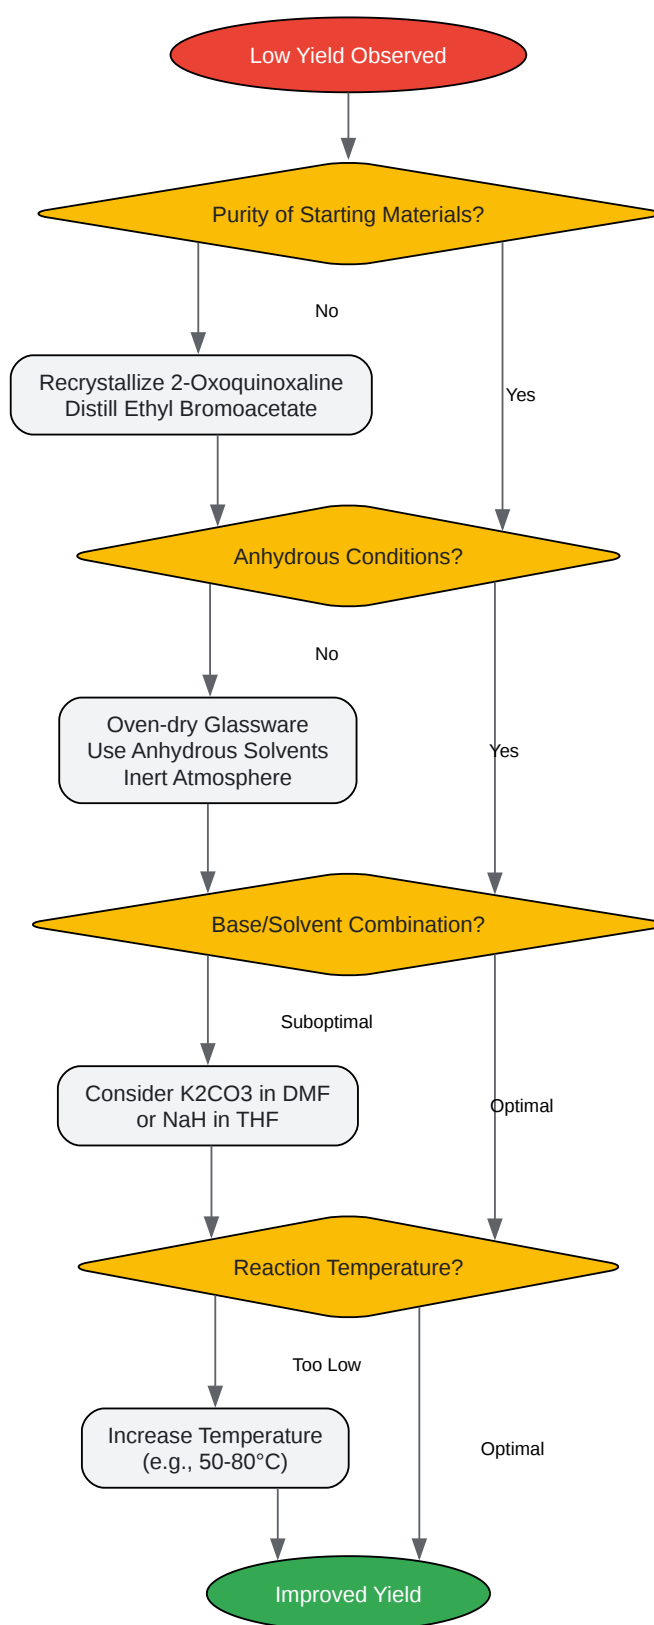 Low Yield Observed
Purity of Starting Materials?
No
Recrystallize 2-Oxoquinoxaline
Distill Ethyl Bromoacetate
Yes
Anhydrous Conditions?
No
Oven-dry Glassware
Use Anhydrous Solvents
Inert Atmosphere
Yes
Base/Solvent Combination?
Suboptimal
Consider K2CO3 in DMF
or NaH in THF
Optimal
Reaction Temperature?
Too Low
Increase Temperature
(e.g., 50-80°C)
Optimal
Improved Yield